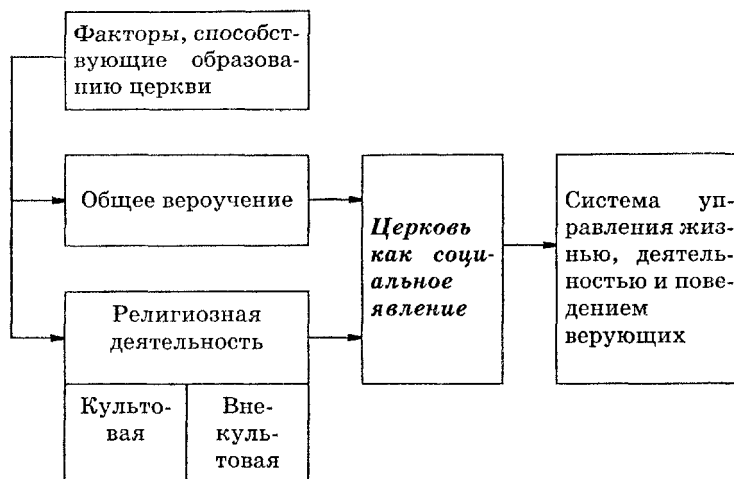 Факторы, способст-
вующие образова-
нию церкви
Общее вероучение
Религиозная
деятельность
Культо-
вая
Вне-
куль-
товая
Церковь
как соци-
альное
явление
Система уп-
равления жиз-
нью, деятель-
ностью и пове-
дением
верующих